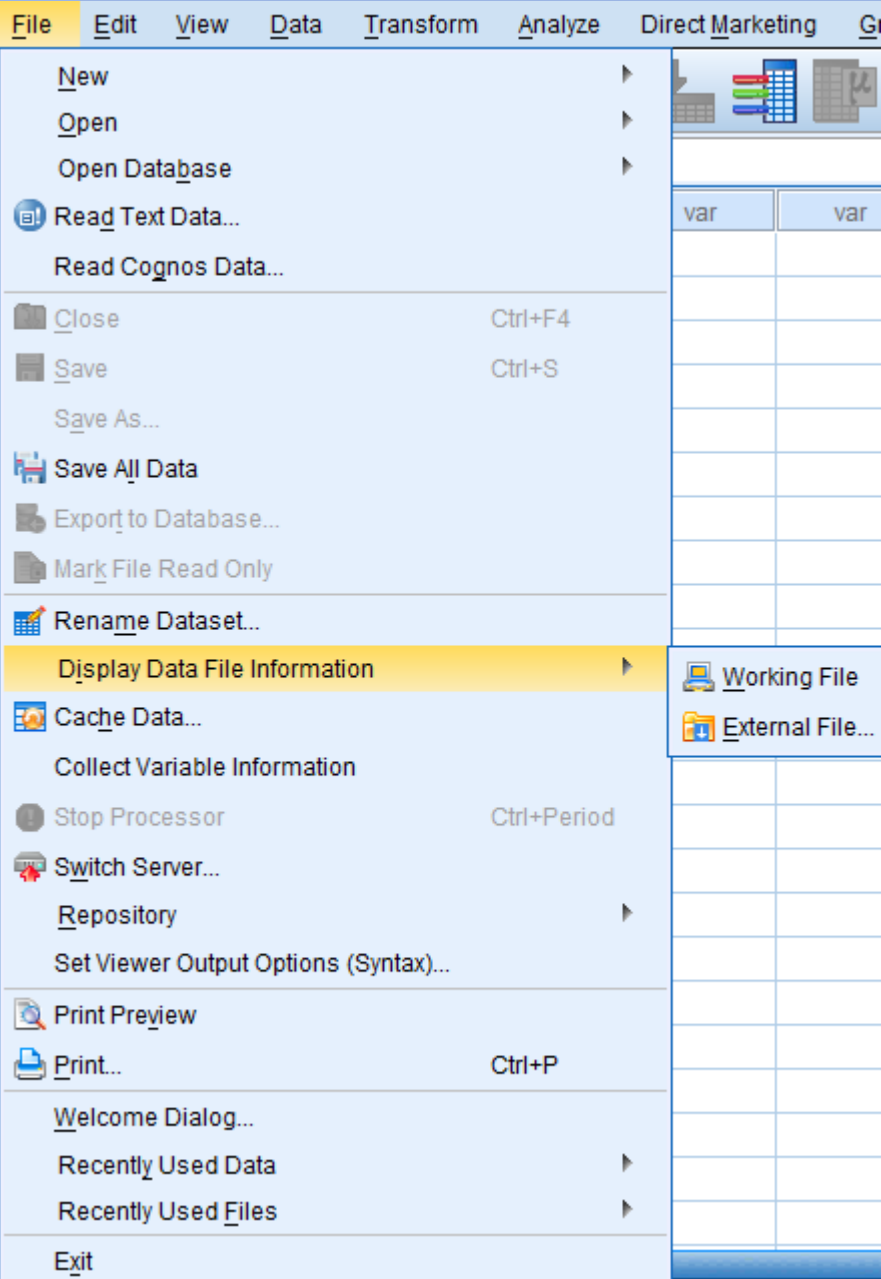 File Edit View Data Transform Analyze Direct Marketing
New
Open
Open Database
Read Text Data...
var var
Read Cognos Data...
Close Ctrl+F4
Save Ctrl+S
Save As...
Save All Data
Export to Database...
Mark File Read Only
Rename Dataset...
Display Data File Information
Working File
Cache Data...
External File...
Collect Variable Information
Stop Processor Ctrl+Period
Switch Server...
Repository
Set Viewer Output Options (Syntax)...
Print Preview
Print... Ctrl+P
Welcome Dialog...
Recently Used Data
Recently Used Files
Exit